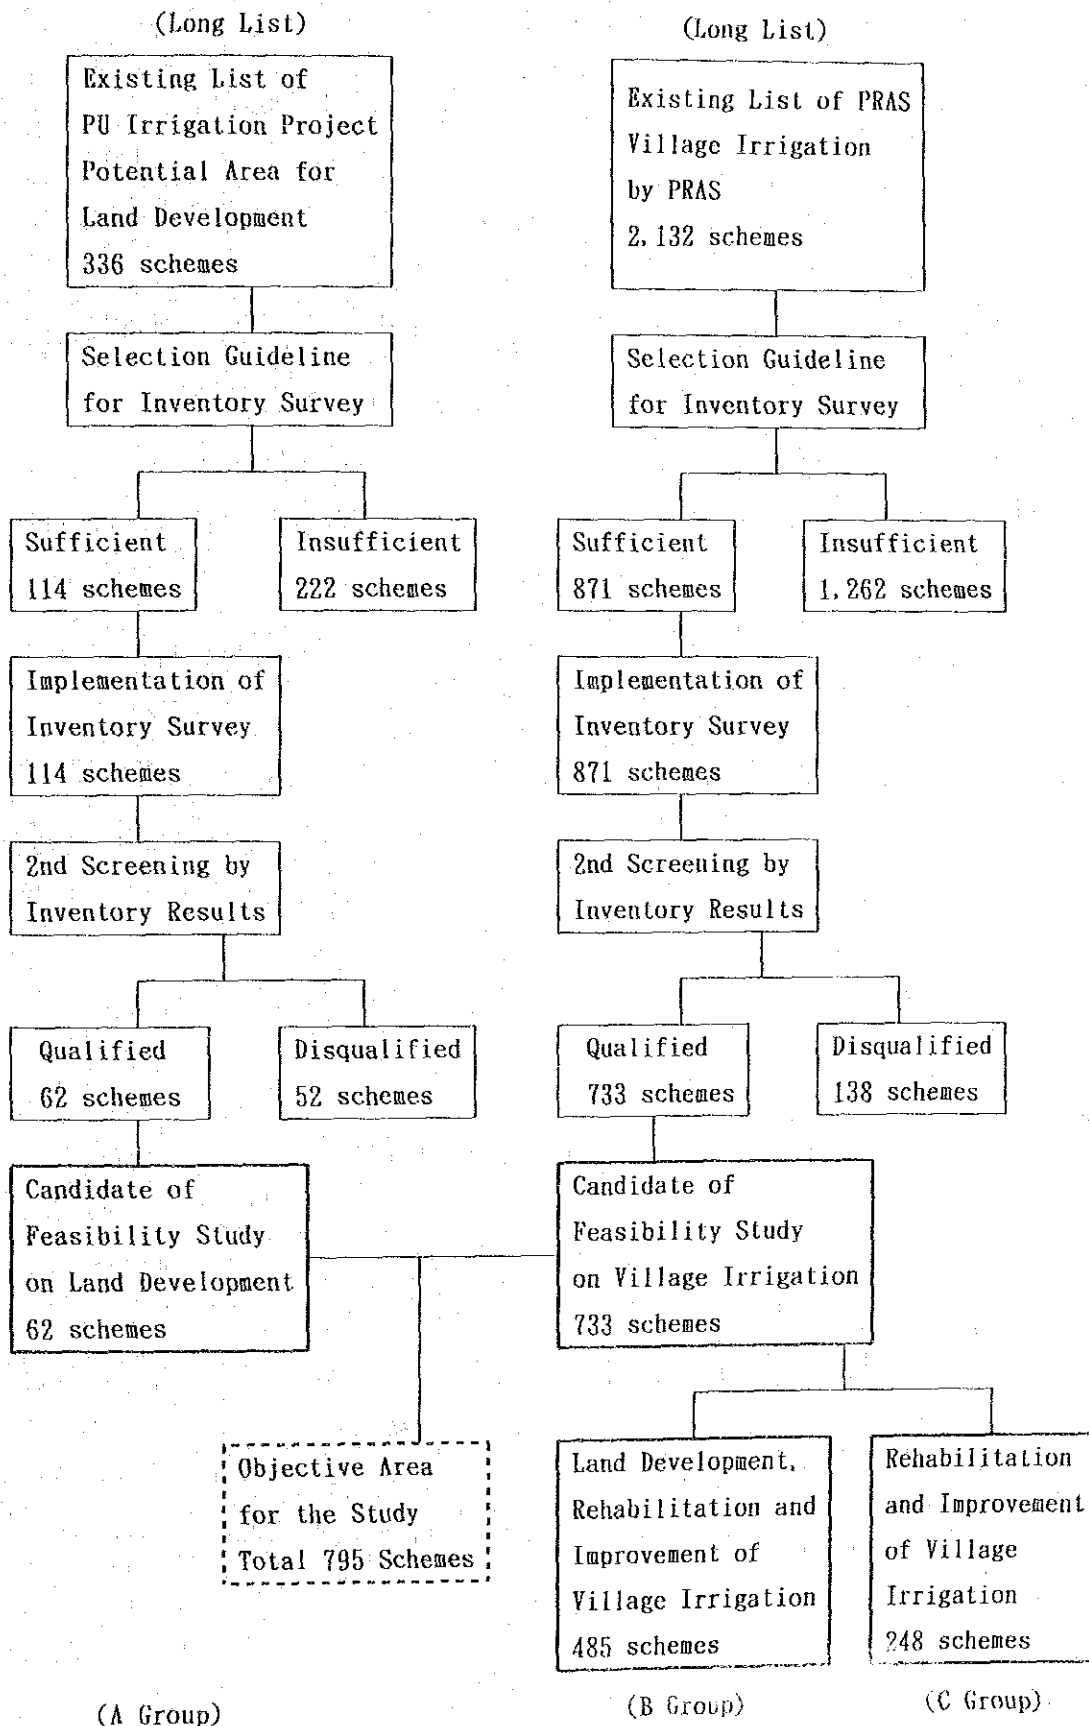 (Long List)
Existing List of
PU Irrigation Project
Potential Area for
Land Development
336 schemes
Selection Guideline
for Inventory Survey
Sufficient
114 schemes
Insufficient
222 schemes
Implementation of
Inventory Survey
114 schemes
2nd Screening by
Inventory Results
Qualified
62 schemes
Disqualified
52 schemes
Candidate of
Feasibility Study
on Land Development
62 schemes
Objective Area
for the Study
Total 795 Schemes
(A Group)
(Long List)
Existing List of PRAS
Village Irrigation
by PRAS
2,132 schemes
Selection Guideline
for Inventory Survey
Sufficient
871 schemes
Insufficient
1,262 schemes
Implementation of
Inventory Survey
871 schemes
2nd Screening by
Inventory Results
Qualified
733 schemes
Disqualified
138 schemes
Candidate of
Feasibility Study
on Village Irrigation
733 schemes
Land Development,
Rehabilitation and
Improvement of
Village Irrigation
485 schemes
(B Group)
Rehabilitation
and Improvement
of Village
Irrigation
248 schemes
(C Group)